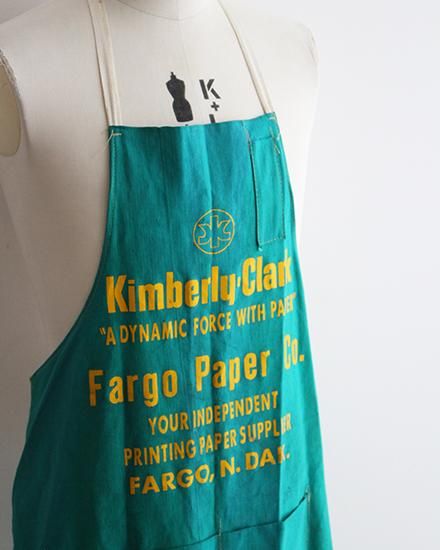 K
+
Kimberly-Clark
"A DYNAMIC FORCE WITH PAPER"
Fargo Paper Co.
YOUR INDEPENDENT
PRINTING PAPER SUPPLIER
FARGO, N. DAK.